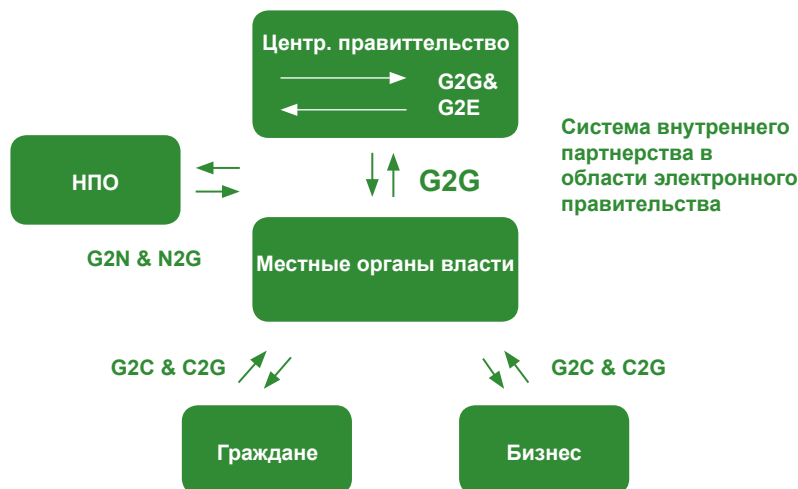 Центр. правиттельство
G2G&
G2E
Система внутреннего
партнерства в
области электронного
правительства
НПО
G2G
G2N & N2G
Местные органы власти
G2C & C2G
G2C & C2G
Граждане
Бизнес